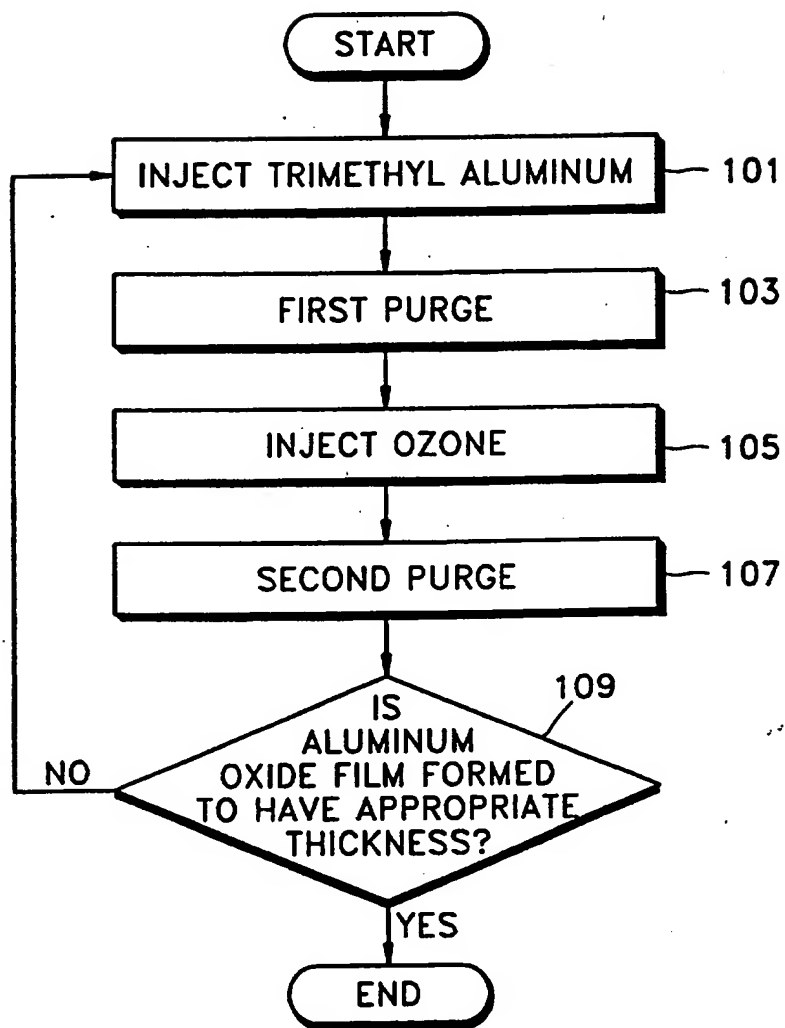 START
INJECT TRIMETHYL ALUMINUM
101
FIRST PURGE
103
INJECT OZONE
105
SECOND PURGE
107
109
IS
ALUMINUM
OXIDE FILM FORMED
TO HAVE APPROPRIATE
THICKNESS?
NO
YES
END